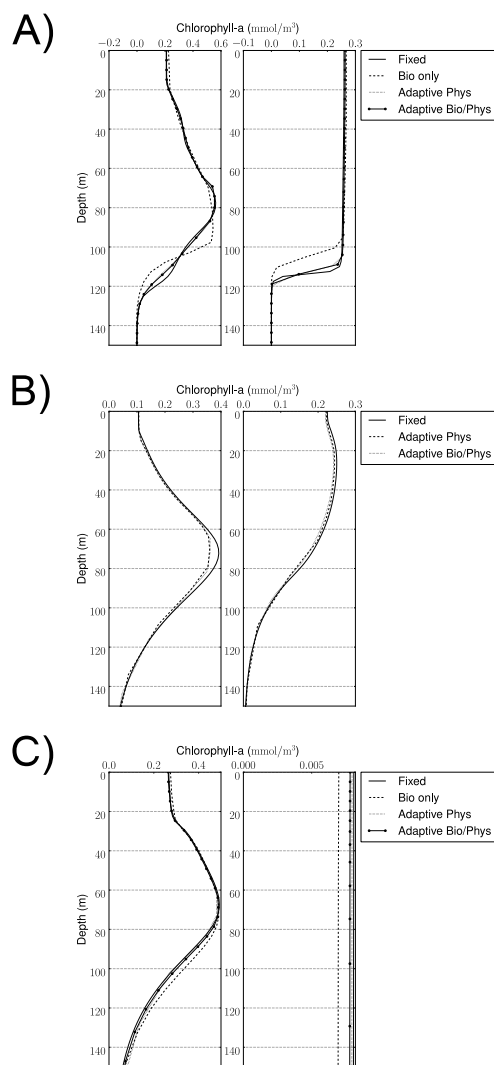 A)
Chlorophyll-a (mmol/m³)
−0.2 0.0 0.2 0.4 0.6 −0.1 0.0 0.1 0.2 0.3
0 0
20 20
40 40
60 60
80 80
100 100
120 120
140 140
Depth (m)
Fixed
Bio only
Adaptive Phys
Adaptive Bio/Phys
B)
Chlorophyll-a (mmol/m³)
0.0 0.1 0.2 0.3 0.4 0.0 0.1 0.2 0.3
0 0
20 20
40 40
60 60
80 80
100 100
120 120
140 140
Depth (m)
Fixed
Adaptive Phys
Adaptive Bio/Phys
C)
Chlorophyll-a (mmol/m³)
0.0 0.2 0.4 0.000 0.005
0 0
20 20
40 40
60 60
80 80
100 100
120 120
140 140
Depth (m)
Fixed
Bio only
Adaptive Phys
Adaptive Bio/Phys